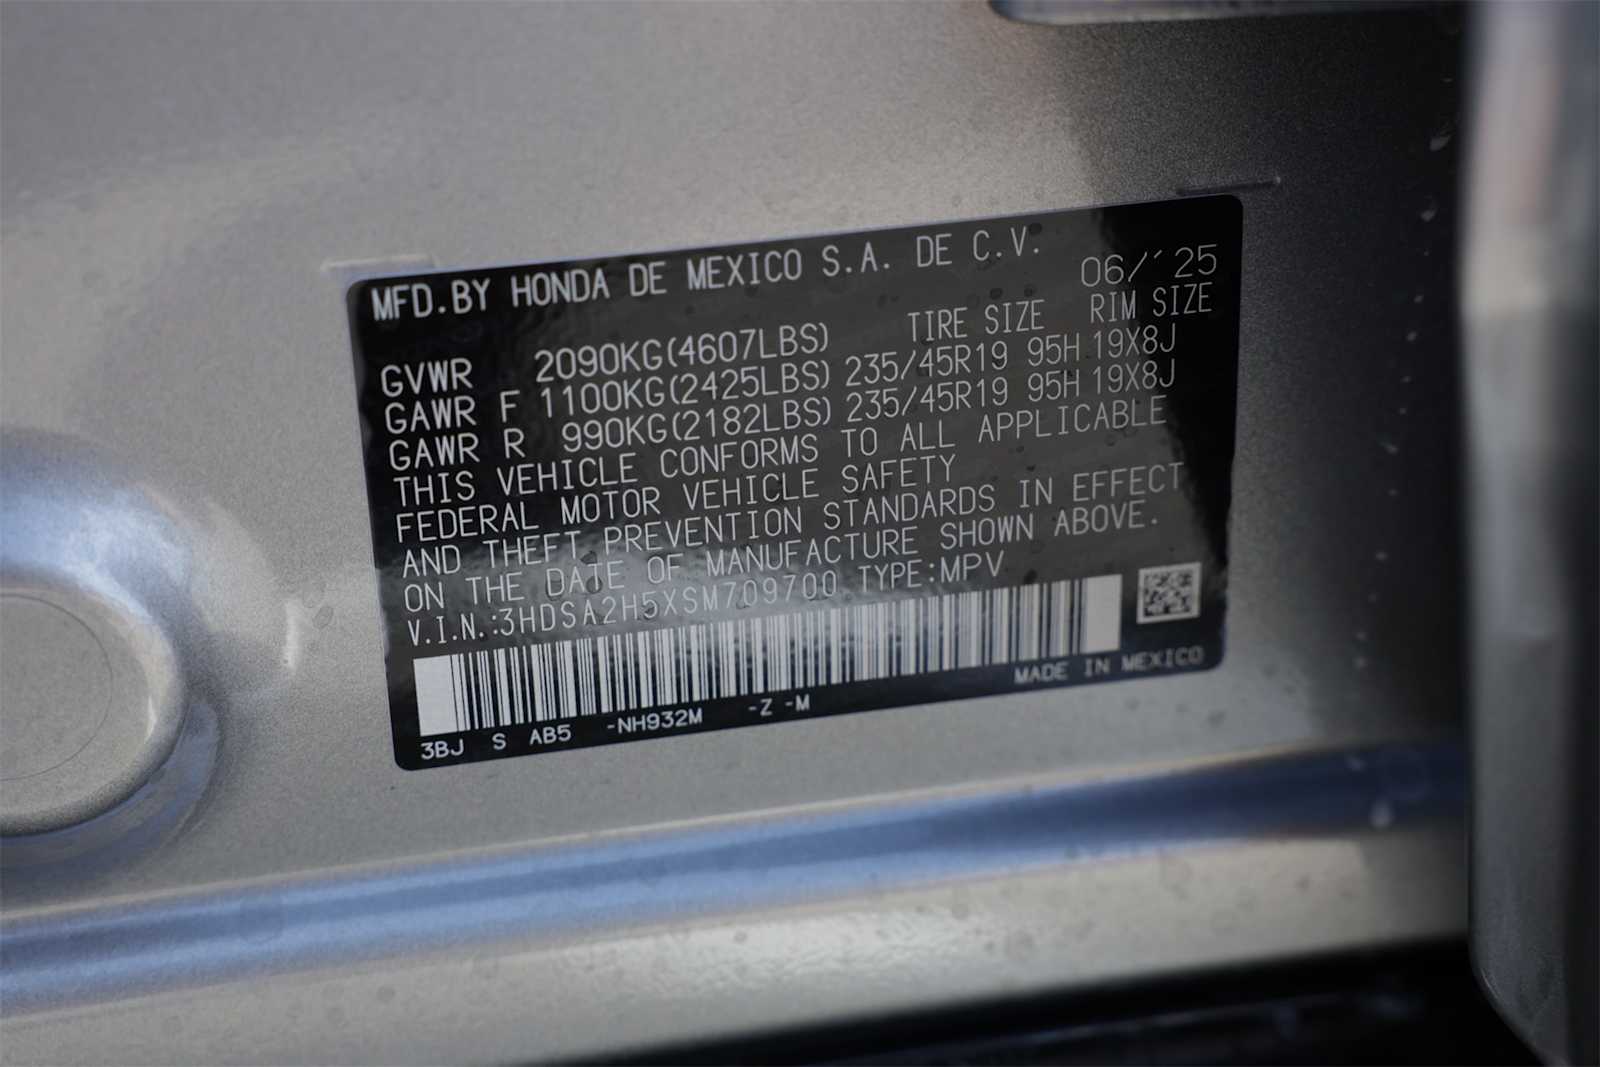 MFD.BY HONDA DE MEXICO S.A. DE C.V.
06/´25
TIRE SIZE RIM SIZE
GVWR 2090KG(4607LBS)
GAWR F 1100KG(2425LBS) 235/45R19 95H 19X8J
GAWR R 990KG(2182LBS) 235/45R19 95H 19X8J
THIS VEHICLE CONFORMS TO ALL APPLICABLE
FEDERAL MOTOR VEHICLE SAFETY
AND THEFT PREVENTION STANDARDS IN EFFECT
ON THE DATE OF MANUFACTURE SHOWN ABOVE.
V.I.N.:3HDSA2H5XSM709700 TYPE:MPV
MADE IN MEXICO
3BJ S AB5 -NH932M -Z -M